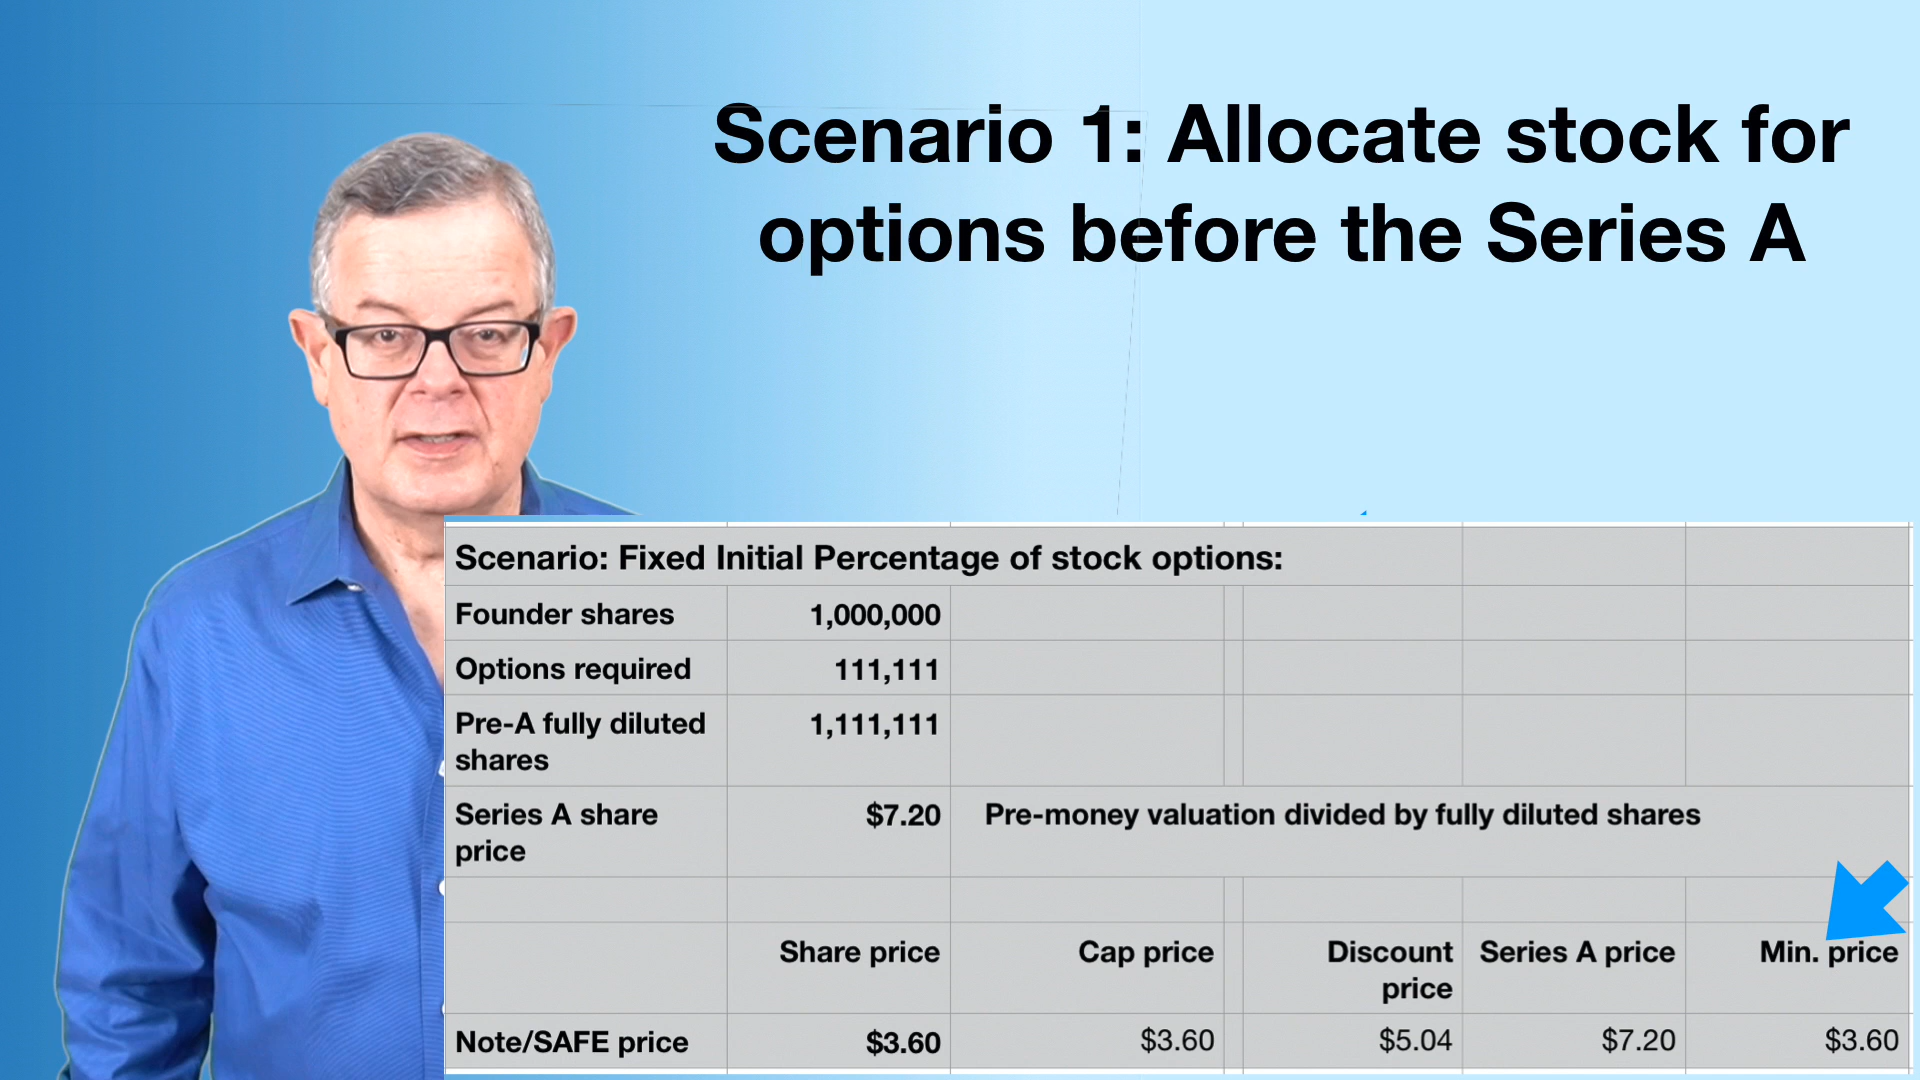 Scenario 1: Allocate stock for
options before the Series A
Scenario: Fixed Initial Percentage of stock options:
Founder shares 1,000,000
Options required 111,111
Pre-A fully diluted 1,111,111
shares
Series A share $7.20 Pre-money valuation divided by fully diluted shares
price
Share price Cap price Discount Series A price Min. price
price
Note/SAFE price $3.60 $3.60 $5.04 $7.20 $3.60